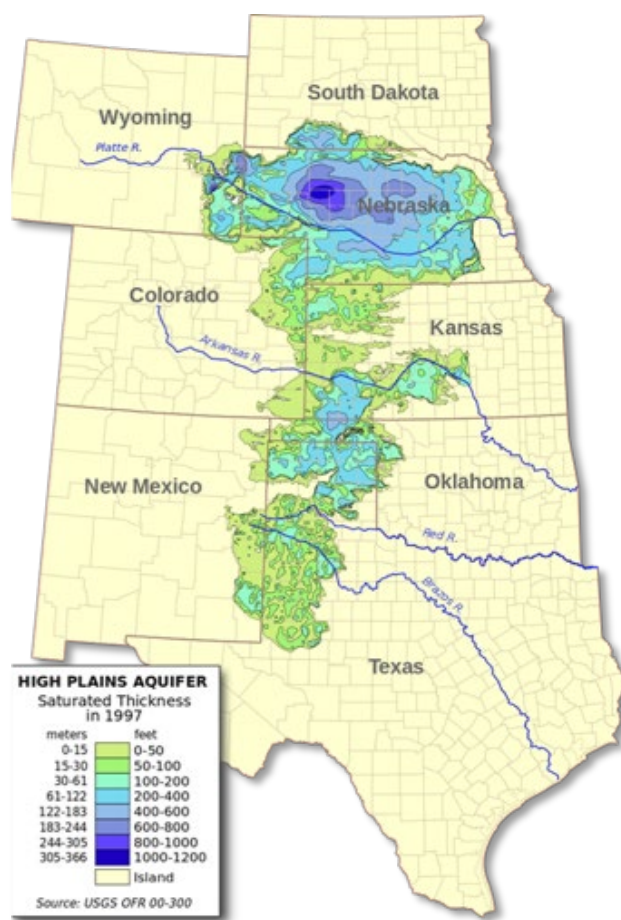 South Dakota
Wyoming
Platte R.
Nebraska
Colorado
Kansas
Arkansas R.
New Mexico
Oklahoma
Red R.
Brazos R.
Texas
HIGH PLAINS AQUIFER
Saturated Thickness
in 1997
meters feet
0-15 0-50
15-30 50-100
30-61 100-200
61-122 200-400
122-183 400-600
183-244 600-800
244-305 800-1000
305-366 1000-1200
Island
Source: USGS OFR 00-300